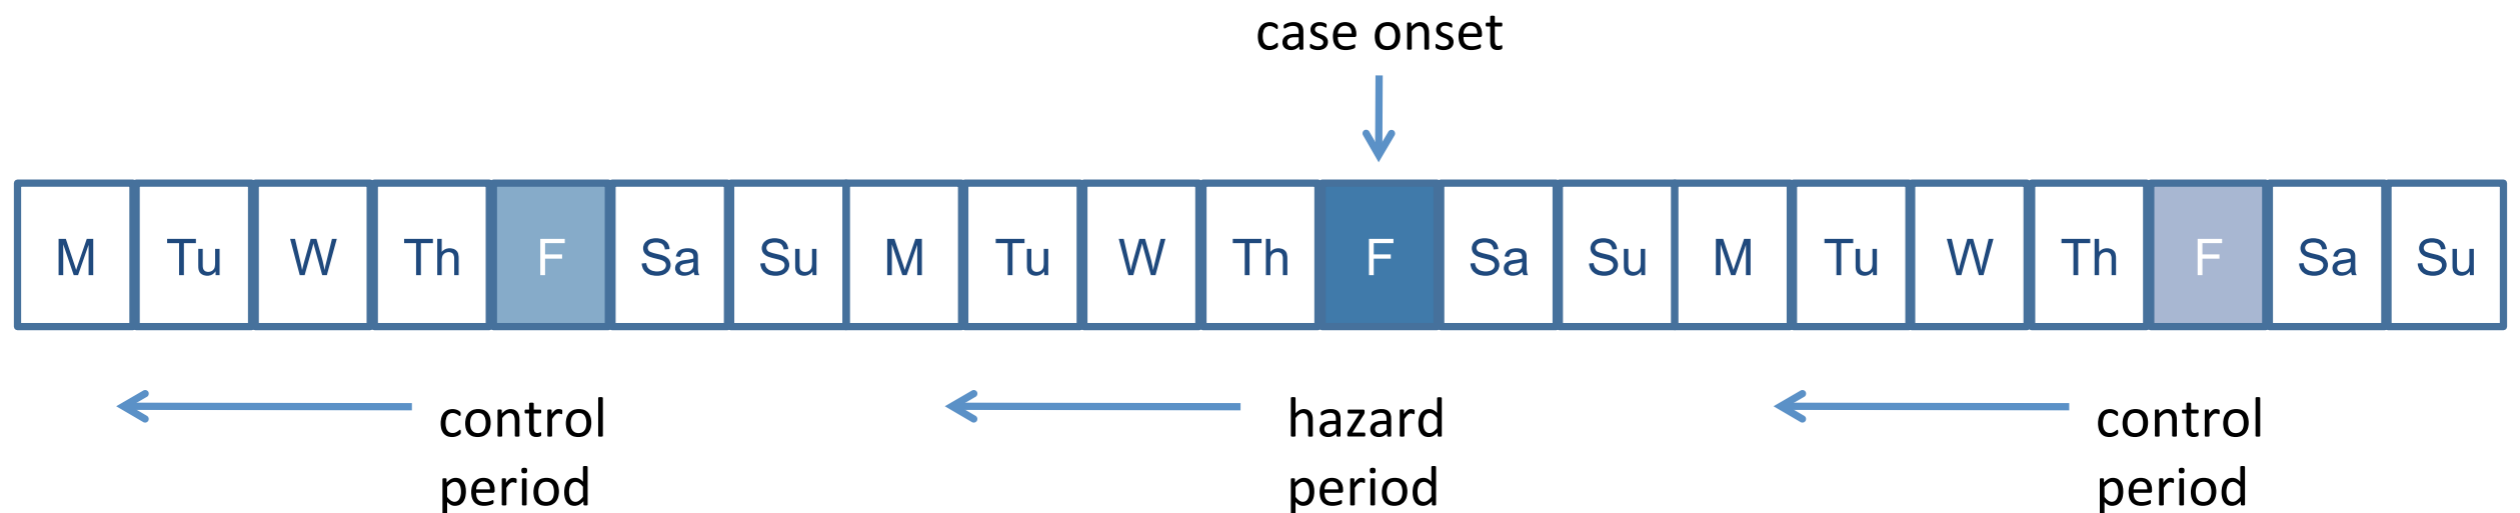 case onset
M Tu W Th F Sa Su M Tu W Th F Sa Su M Tu W Th F Sa Su
control hazard control
period period period